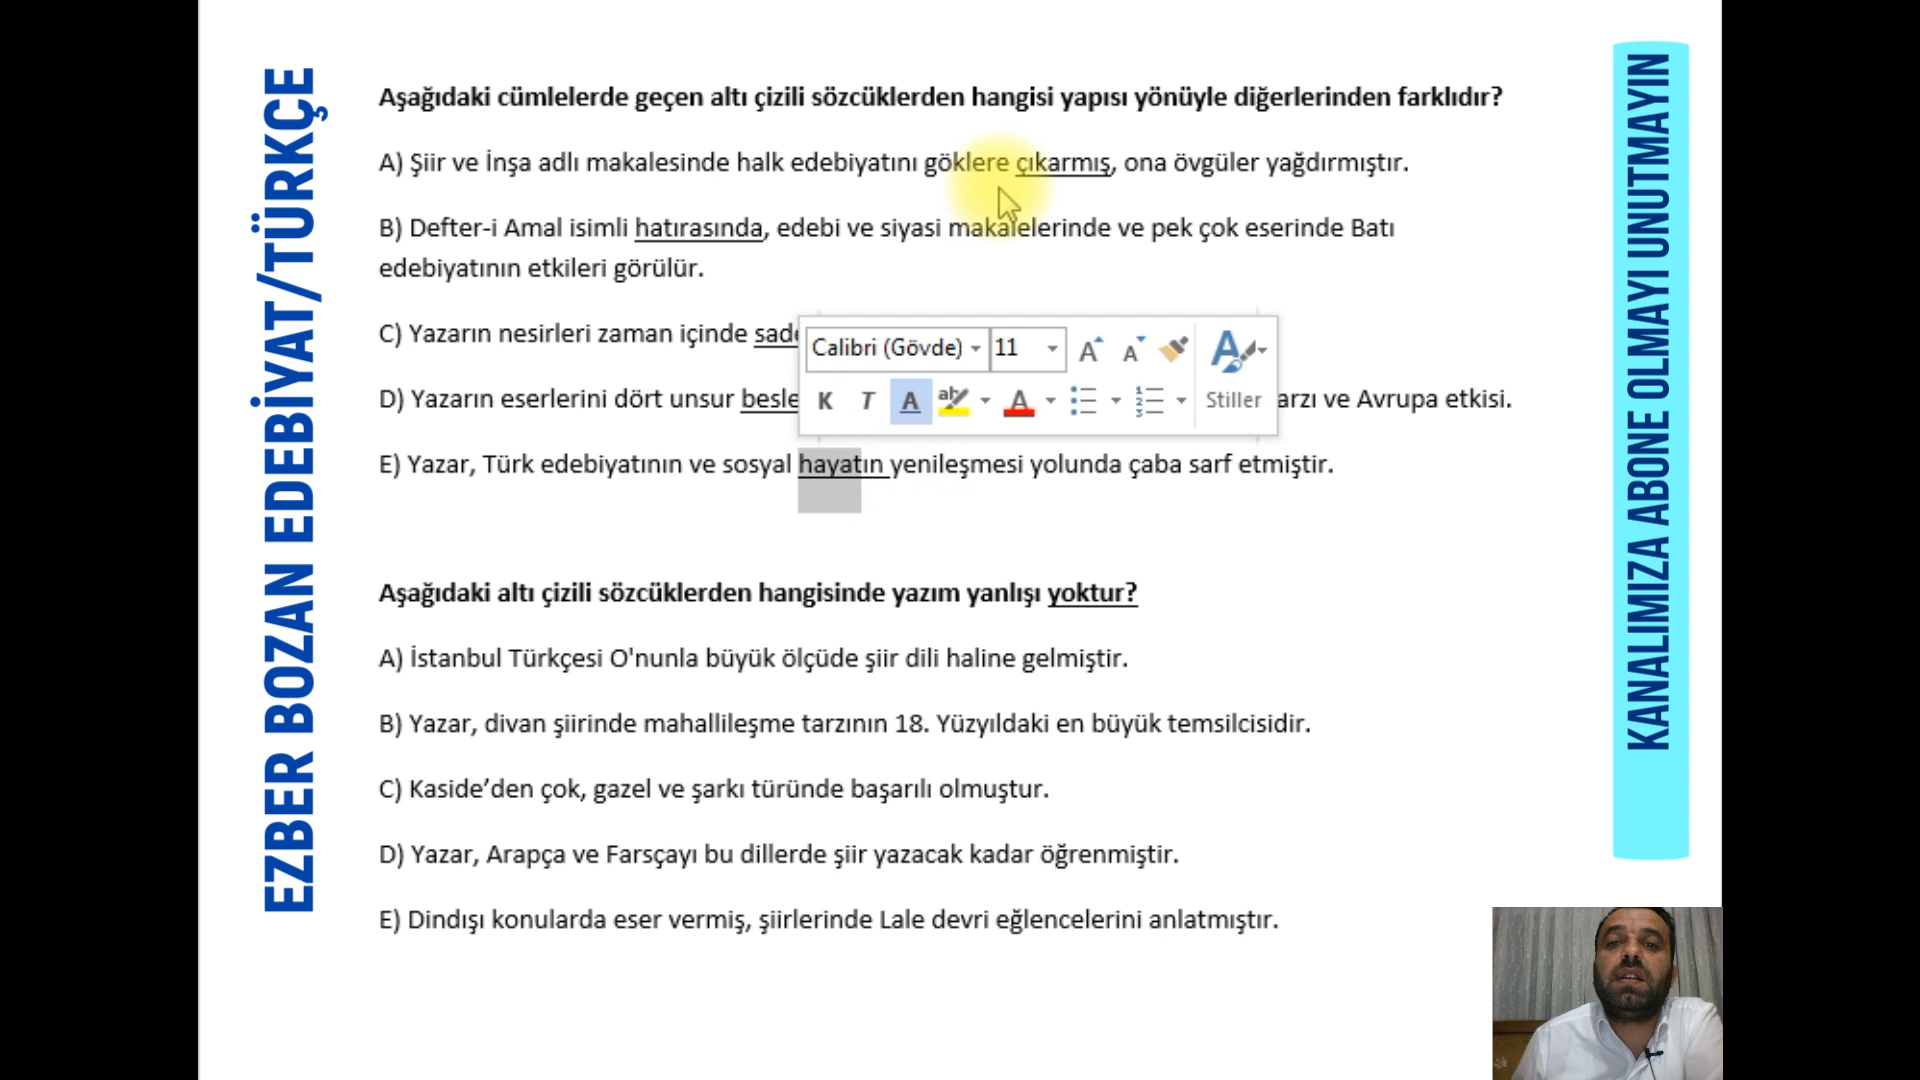 EZBER BOZAN EDEBİYAT/TÜRKÇE
Aşağıdaki cümlelerde geçen altı çizili sözcüklerden hangisi yapısı yönüyle diğerlerinden farklıdır?
A) Şiir ve İnşa adlı makalesinde halk edebiyatını göklere çıkarmış, ona övgüler yağdırmıştır.
B) Defter-i Amal isimli hatırasında, edebi ve siyasi makalelerinde ve pek çok eserinde Batı
edebiyatının etkileri görülür.
C) Yazarın nesirleri zaman içinde
Calibri (Gövde) 11
D) Yazarın eserlerini dört unsur
K T A Stiller
ve Avrupa etkisi.
E) Yazar, Türk edebiyatının ve sosyal hayatın yenileşmesi yolunda çaba sarf etmiştir.
Aşağıdaki altı çizili sözcüklerden hangisinde yazım yanlışı yoktur?
A) İstanbul Türkçesi O'nunla büyük ölçüde şiir dili haline gelmiştir.
B) Yazar, divan şiirinde mahallileşme tarzının 18. Yüzyıldaki en büyük temsilcisidir.
C) Kaside’den çok, gazel ve şarkı türünde başarılı olmuştur.
D) Yazar, Arapça ve Farsçayı bu dillerde şiir yazacak kadar öğrenmiştir.
E) Dindışı konularda eser vermiş, şiirlerinde Lale devri eğlencelerini anlatmıştır.
KANALIMIZA ABONE OLMAYI UNUTMAYIN